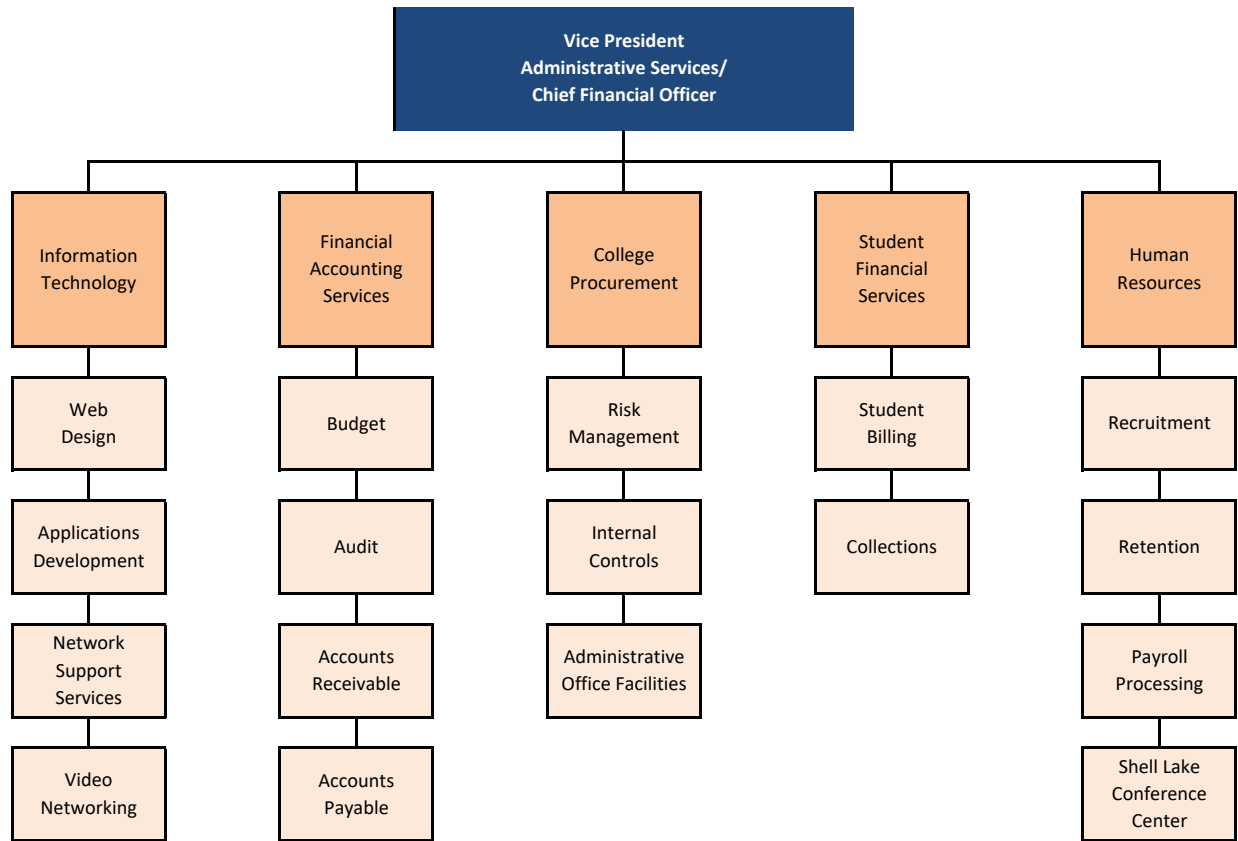 Vice President
Administrative Services/
Chief Financial Officer
Information
Technology
Financial
Accounting
Services
College
Procurement
Student
Financial
Services
Human
Resources
Web
Design
Budget
Risk
Management
Student
Billing
Recruitment
Applications
Development
Audit
Internal
Controls
Collections
Retention
Network
Support
Services
Accounts
Receivable
Administrative
Office Facilities
Payroll
Processing
Video
Networking
Accounts
Payable
Shell Lake
Conference
Center